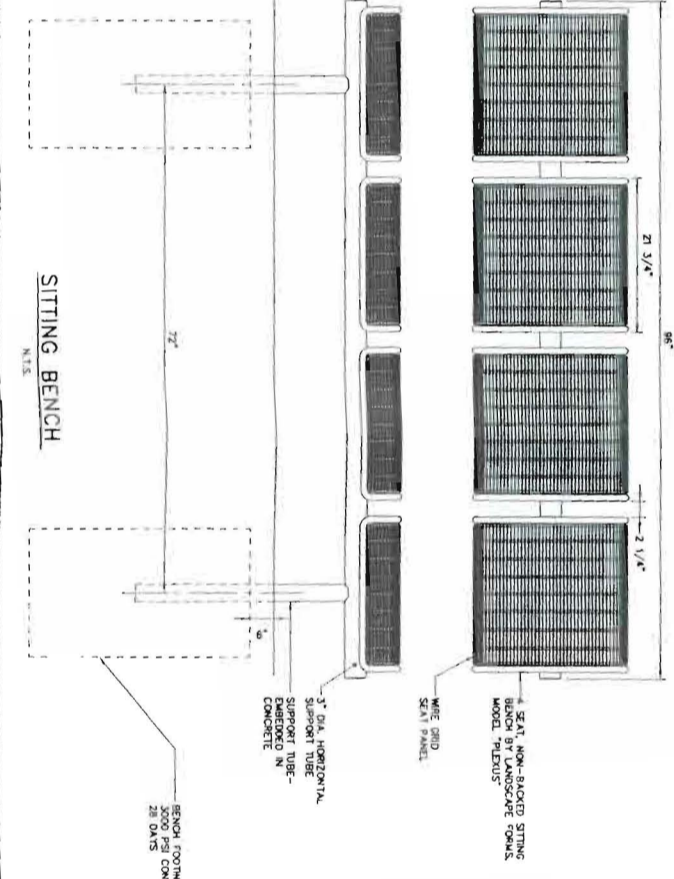 96"
21 3/4"
2 1/4"
4 SEAT, NON-BACKED SITTING
BENCH BY LANDSCAPE FORMS,
MODEL "PLEXUS"
WIRE GRID
SEAT PANEL
3" DIA. HORIZONTAL
SUPPORT TUBE
SUPPORT TUBE-
EMBEDDED IN
CONCRETE
6"
72"
BENCH
3000 PSI
28 DAYS
SITTING BENCH
N.T.S.